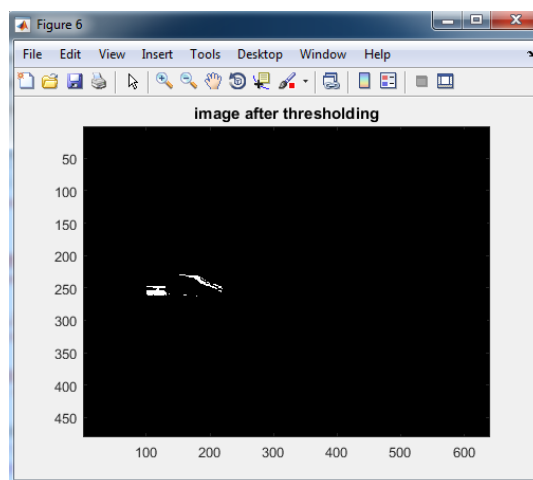 Figure 6
File Edit View Insert Tools Desktop Window Help
image after thresholding
50
100
150
200
250
300
350
400
450
100 200 300 400 500 600